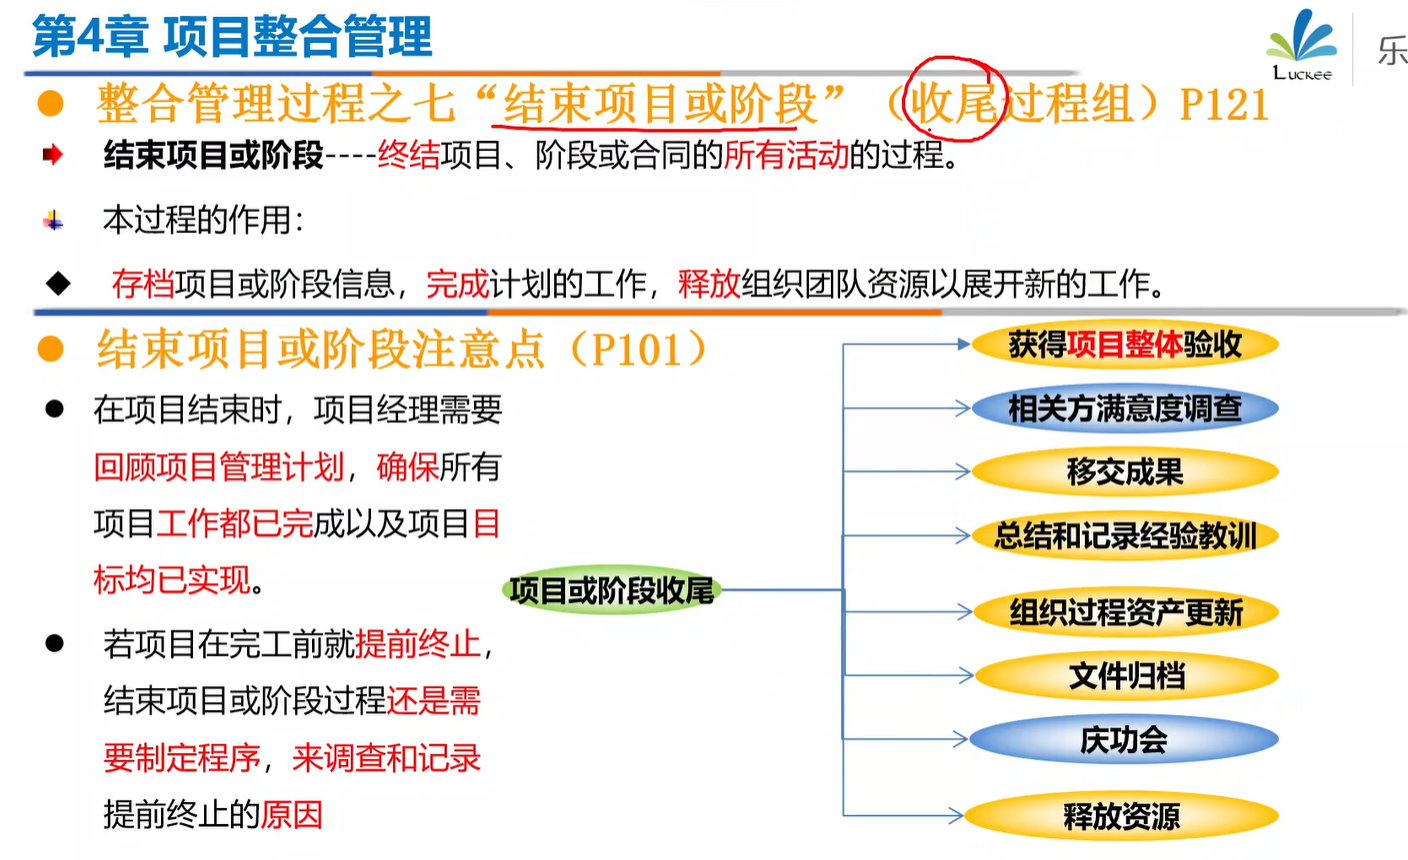 第4章 项目整合管理
Luckee
乐
整合管理过程之七“结束项目或阶段”（收尾过程组）P121
结束项目或阶段----终结项目、阶段或合同的所有活动的过程。
本过程的作用：
存档项目或阶段信息，完成计划的工作，释放组织团队资源以展开新的工作。
结束项目或阶段注意点（P101）
在项目结束时，项目经理需要
回顾项目管理计划，确保所有
项目工作都已完成以及项目目
标均已实现。
若项目在完工前就提前终止，
结束项目或阶段过程还是需
要制定程序，来调查和记录
提前终止的原因
项目或阶段收尾
获得项目整体验收
相关方满意度调查
移交成果
总结和记录经验教训
组织过程资产更新
文件归档
庆功会
释放资源